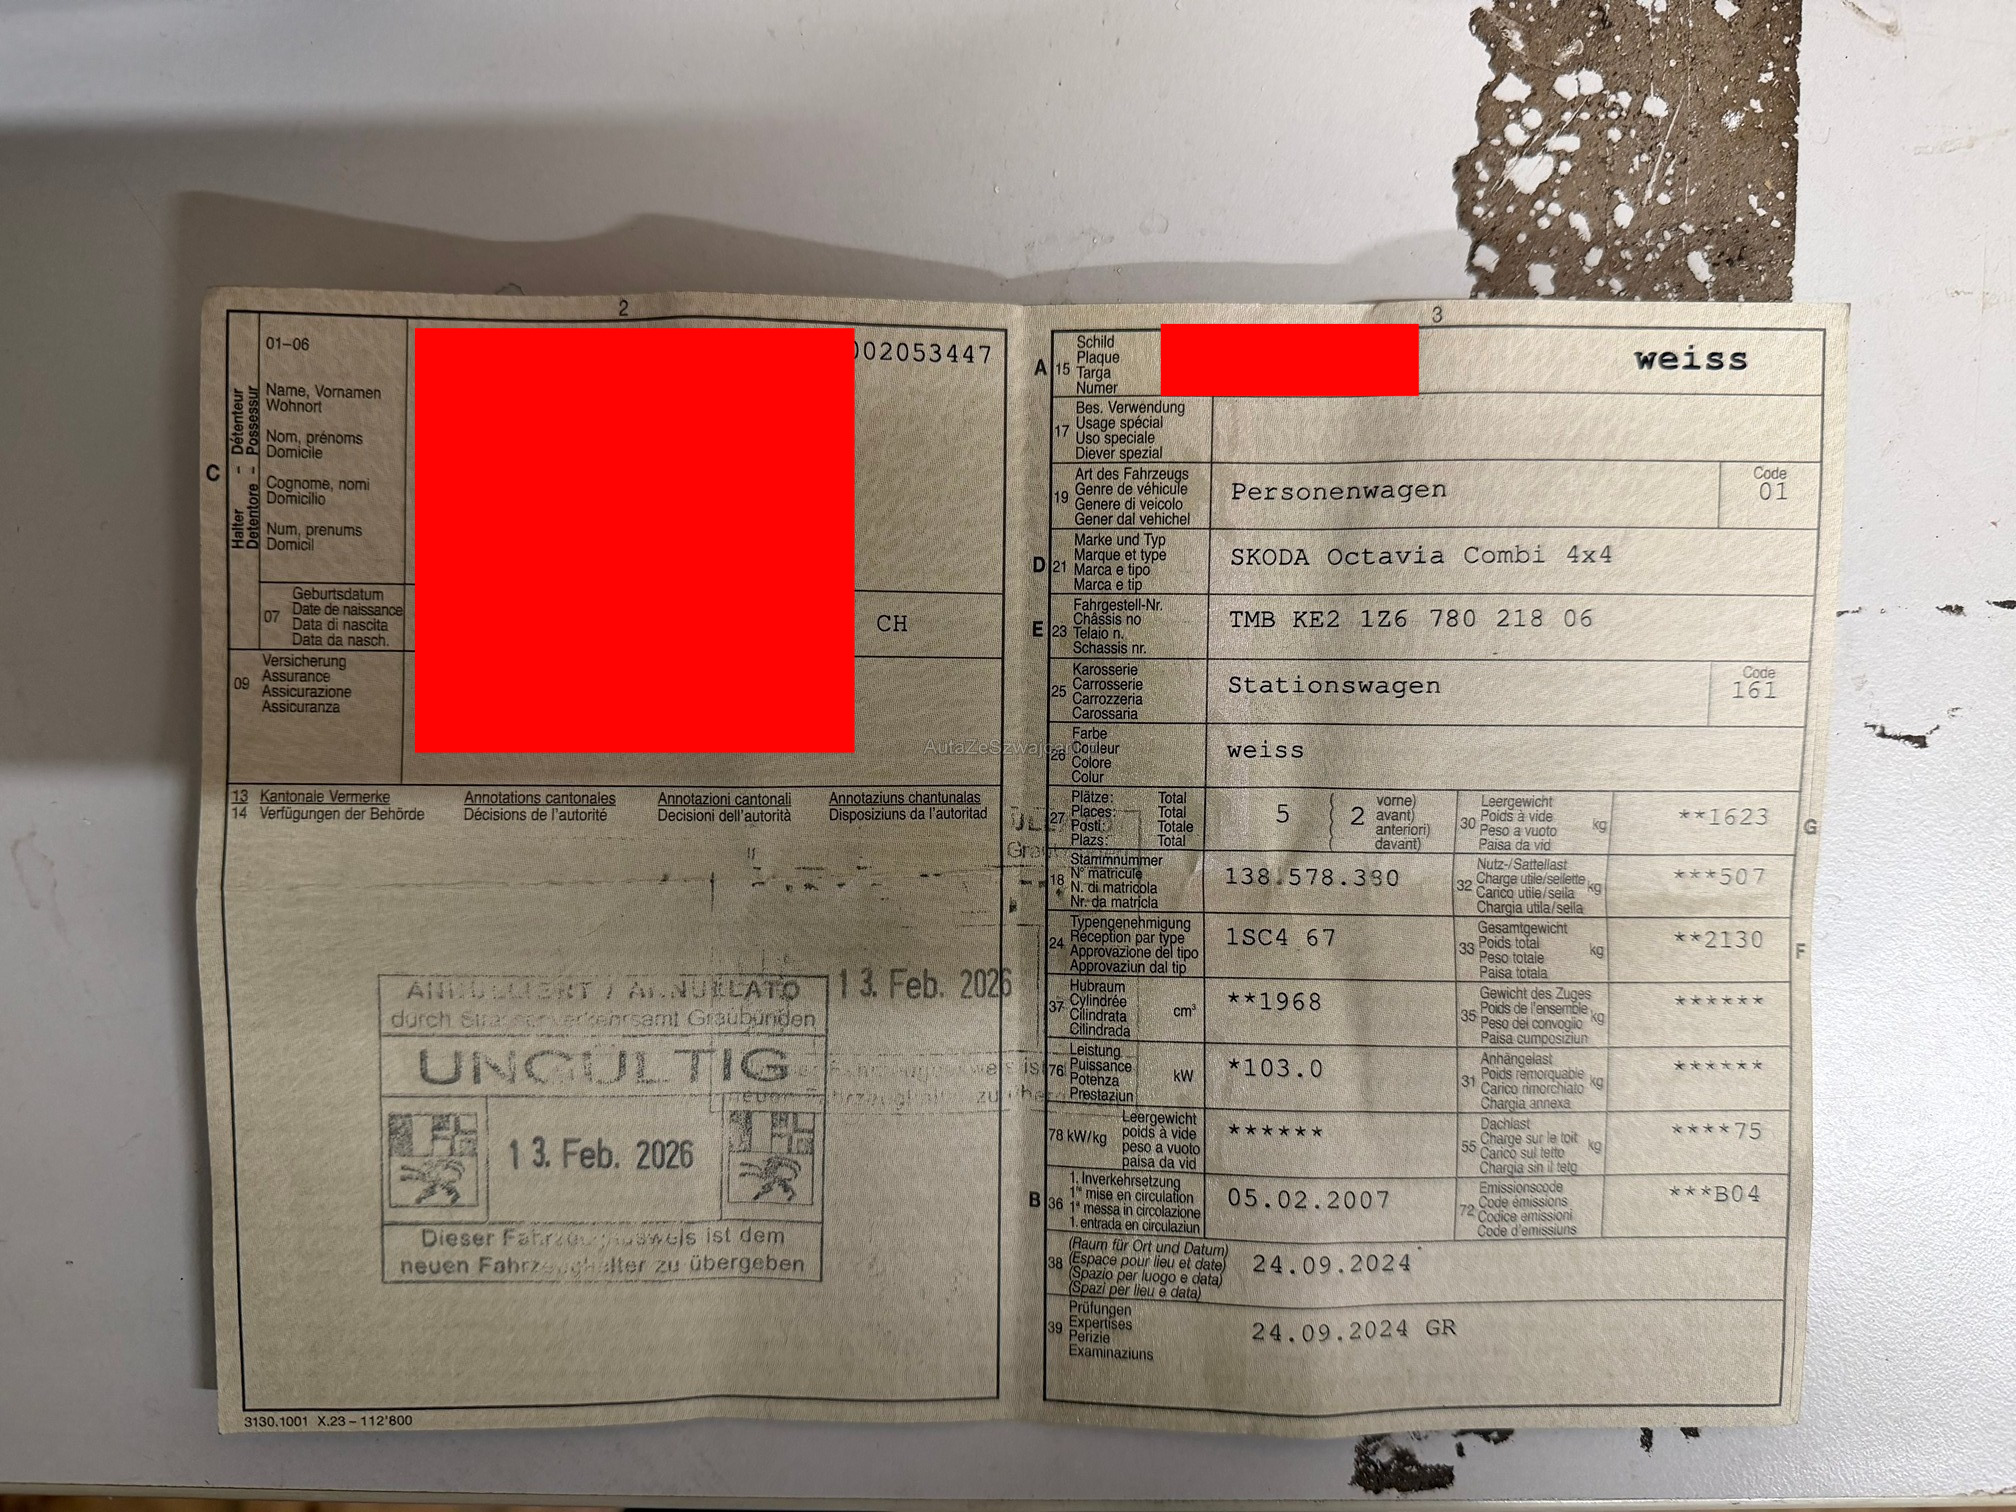 2
01–06
002053447
Halter - Détenteur
Detentore - Possessur
C
Name, Vornamen
Wohnort
Nom, prénoms
Domicile
Cognome, nomi
Domicilio
Num, prenums
Domicil
07
Geburtsdatum
Date de naissance
Data di nascita
Data da nasch.
CH
09
Versicherung
Assurance
Assicurazione
Assicuranza
13 Kantonale Vermerke Annotations cantonales Annotazioni cantonali Annotaziuns chantunalas
14 Verfügungen der Behörde Décisions de l'autorité Decisioni dell'autorità Disposiziuns da l'autoritad
ANNULLIERT / ANNULLATO 13. Feb. 2026
durch Strassenverkehrsamt Graubünden
UNGÜLTIG
13. Feb. 2026
Dieser Fahrzeugausweis ist dem
neuen Fahrzeughalter zu übergeben
3130.1001 X.23 – 112'800
AutaZeSzwajcarii
3
A 15
Schild
Plaque
Targa
Numer
weiss
17
Bes. Verwendung
Usage spécial
Uso speciale
Diever spezial
19
Art des Fahrzeugs
Genre de véhicule
Genere di veicolo
Gener dal vehichel
Personenwagen
Code
01
D 21
Marke und Typ
Marque et type
Marca e tipo
Marca e tip
SKODA Octavia Combi 4x4
E 23
Fahrgestell-Nr.
Châssis no
Telaio n.
Schassis nr.
TMB KE2 1Z6 780 218 06
25
Karosserie
Carrosserie
Carrozzeria
Carossaria
Stationswagen
Code
161
26
Farbe
Couleur
Colore
Colur
weiss
27
Plätze: Total
Places: Total
Posti: Totale
Plazs: Total
5
2
vorne)
avant)
anteriori)
davant)
30
Leergewicht
Poids à vide
Peso a vuoto
Paisa da vid
kg
**1623
G
18
Stammnummer
N° matricule
N. di matricola
Nr. da matricla
138.578.380
32
Nutz-/Sattellast
Charge utile/sellette
Carico utile/sella
Chargia utila/sella
kg
***507
24
Typengenehmigung
Réception par type
Approvazione del tipo
Approvaziun dal tip
1SC4 67
33
Gesamtgewicht
Poids total
Peso totale
Paisa totala
kg
**2130
F
37
Hubraum
Cylindrée
Cilindrata
Cilindrada
cm³
**1968
35
Gewicht des Zuges
Poids de l'ensemble
Peso del convoglio
Paisa cumposiziun
kg
******
76
Leistung
Puissance
Potenza
Prestaziun
kW
*103.0
31
Anhängelast
Poids remorquable
Carico rimorchiato
Chargia annexa
kg
******
78 kW/kg
Leergewicht
poids à vide
peso a vuoto
paisa da vid
******
55
Dachlast
Charge sur le toit
Carico sul tetto
Chargia sin il tetg
kg
****75
B 36
1. Inverkehrsetzung
1re mise en circulation
1a messa in circolazione
1. entrada en circulaziun
05.02.2007
72
Emissionscode
Code émissions
Codice emissioni
Code d'emissiuns
***B04
38
(Raum für Ort und Datum)
(Espace pour lieu et date)
(Spazio per luogo e data)
(Spazi per lieu e data)
24.09.2024
39
Prüfungen
Expertises
Perizie
Examinaziuns
24.09.2024 GR